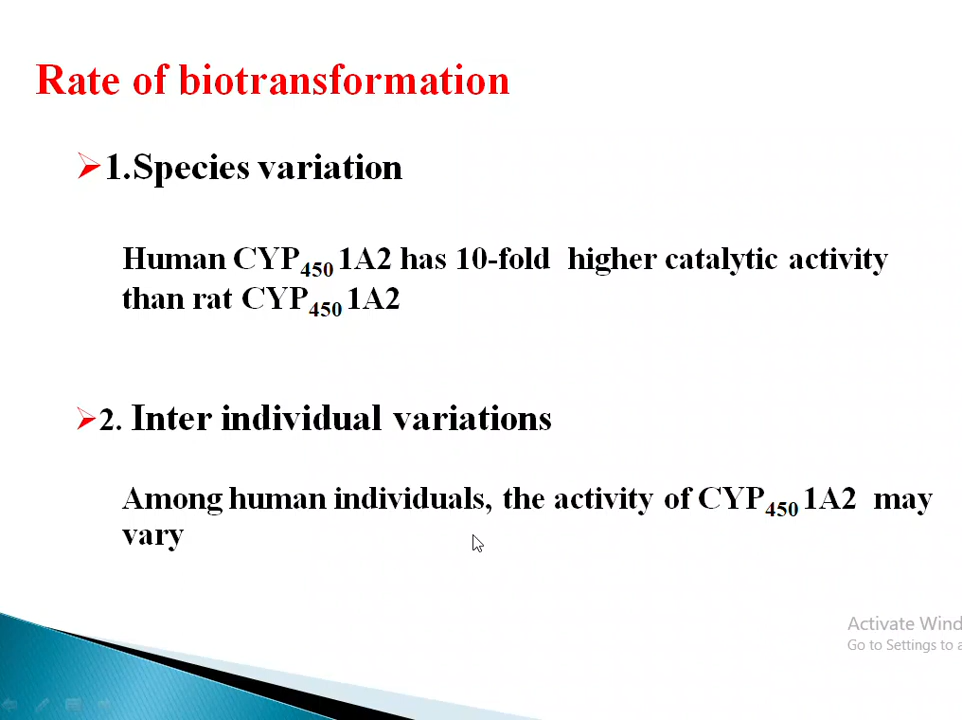 Rate of biotransformation
➢1.Species variation
Human CYP450 1A2 has 10-fold higher catalytic activity
than rat CYP450 1A2
➢2. Inter individual variations
Among human individuals, the activity of CYP450 1A2 may
vary
Activate Wind
Go to Settings to a